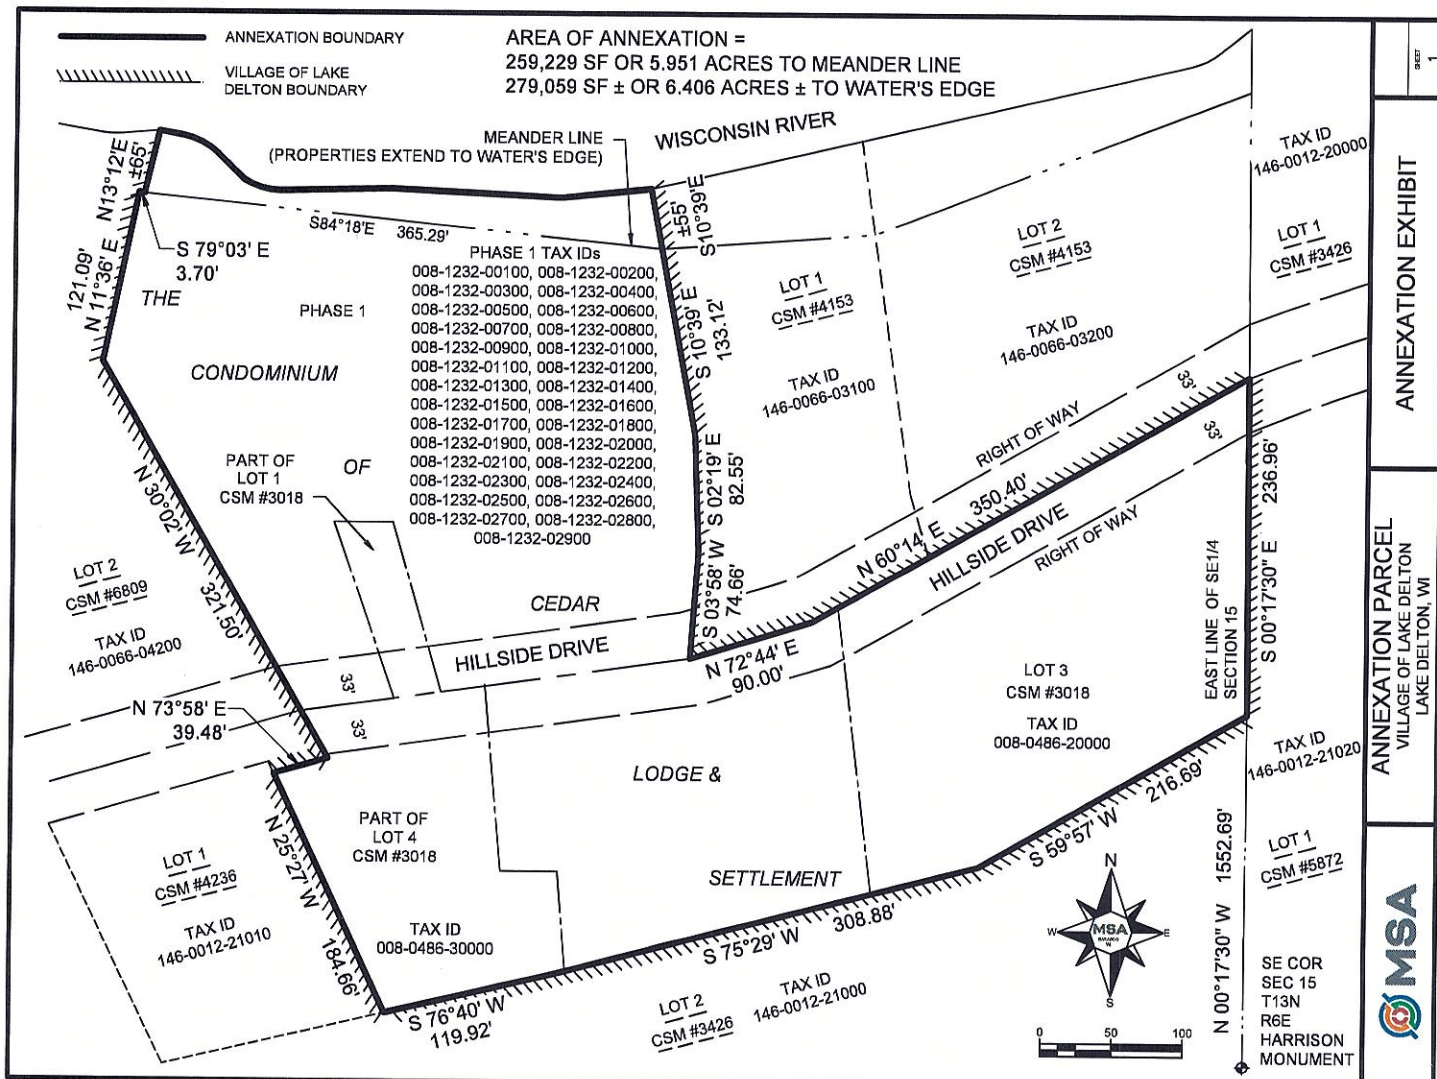 ANNEXATION BOUNDARY
VILLAGE OF LAKE
DELTON BOUNDARY
AREA OF ANNEXATION =
259,229 SF OR 5.951 ACRES TO MEANDER LINE
279,059 SF ± OR 6.406 ACRES ± TO WATER'S EDGE
MEANDER LINE
(PROPERTIES EXTEND TO WATER'S EDGE)
WISCONSIN RIVER
N13°12'E
±65'
S84°18'E 365.29'
S 79°03' E
3.70'
121.09'
N 11°36' E
THE
PHASE 1
CONDOMINIUM
OF
PHASE 1 TAX IDs
008-1232-00100, 008-1232-00200,
008-1232-00300, 008-1232-00400,
008-1232-00500, 008-1232-00600,
008-1232-00700, 008-1232-00800,
008-1232-00900, 008-1232-01000,
008-1232-01100, 008-1232-01200,
008-1232-01300, 008-1232-01400,
008-1232-01500, 008-1232-01600,
008-1232-01700, 008-1232-01800,
008-1232-01900, 008-1232-02000,
008-1232-02100, 008-1232-02200,
008-1232-02300, 008-1232-02400,
008-1232-02500, 008-1232-02600,
008-1232-02700, 008-1232-02800,
008-1232-02900
±55'
S10°39'E
S 10°39' E
133.12'
S 02°19' E
82.55'
S 03°58' W
74.66'
LOT 1
CSM #4153
TAX ID
146-0066-03100
LOT 2
CSM #4153
TAX ID
146-0066-03200
TAX ID
146-0012-20000
LOT 1
CSM #3426
PART OF
LOT 1
CSM #3018
N 30°02' W
321.50'
LOT 2
CSM #6809
TAX ID
146-0066-04200
CEDAR
HILLSIDE DRIVE
33'
33'
N 73°58' E
39.48'
N 72°44' E
90.00'
N 60°14' E 350.40'
HILLSIDE DRIVE
RIGHT OF WAY
RIGHT OF WAY
33'
33'
236.96'
S 00°17'30" E
EAST LINE OF SE1/4
SECTION 15
LOT 3
CSM #3018
TAX ID
008-0486-20000
LODGE &
SETTLEMENT
PART OF
LOT 4
CSM #3018
TAX ID
008-0486-30000
LOT 1
CSM #4236
TAX ID
146-0012-21010
N 25°27' W
184.66'
S 76°40' W
119.92'
S 75°29' W 308.88'
S 59°57' W 216.69'
LOT 2
CSM #3426
TAX ID
146-0012-21000
TAX ID
146-0012-21020
LOT 1
CSM #5872
N 00°17'30" W 1552.69'
SE COR
SEC 15
T13N
R6E
HARRISON
MONUMENT
N
W
E
S
MSA
0 50 100
SHEET
1
ANNEXATION EXHIBIT
ANNEXATION PARCEL
VILLAGE OF LAKE DELTON
LAKE DELTON, WI
MSA